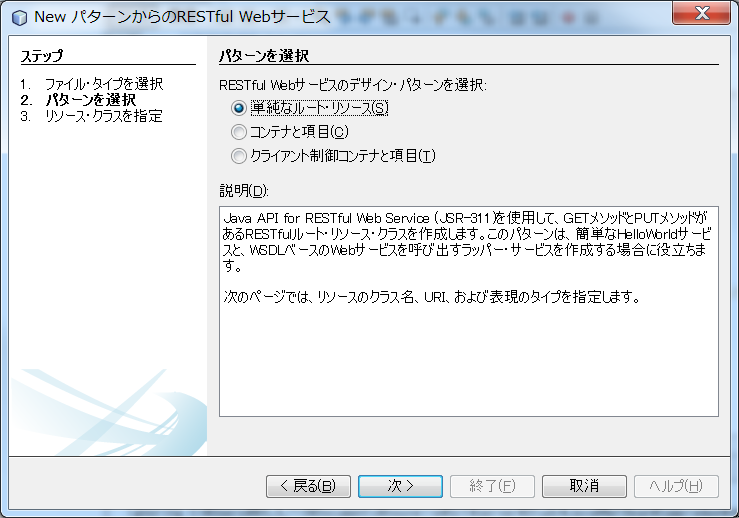 New パターンからのRESTful Webサービス
ステップ
1. ファイル・タイプを選択
2. パターンを選択
3. リソース・クラスを指定
パターンを選択
RESTful Webサービスのデザイン・パターンを選択:
単純なルート・リソース(S)
コンテナと項目(C)
クライアント制御コンテナと項目(T)
説明(D):
Java API for RESTful Web Service (JSR-311)を使用して、GETメソッドとPUTメソッドが
あるRESTfulルート・リソース・クラスを作成します。このパターンは、簡単なHelloWorldサービ
スと、WSDLベースのWebサービスを呼び出すラッパー・サービスを作成する場合に役立ちま
す。
次のページでは、リソースのクラス名、URI、および表現のタイプを指定します。
< 戻る(B)
次 >
終了(F)
取消
ヘルプ(H)